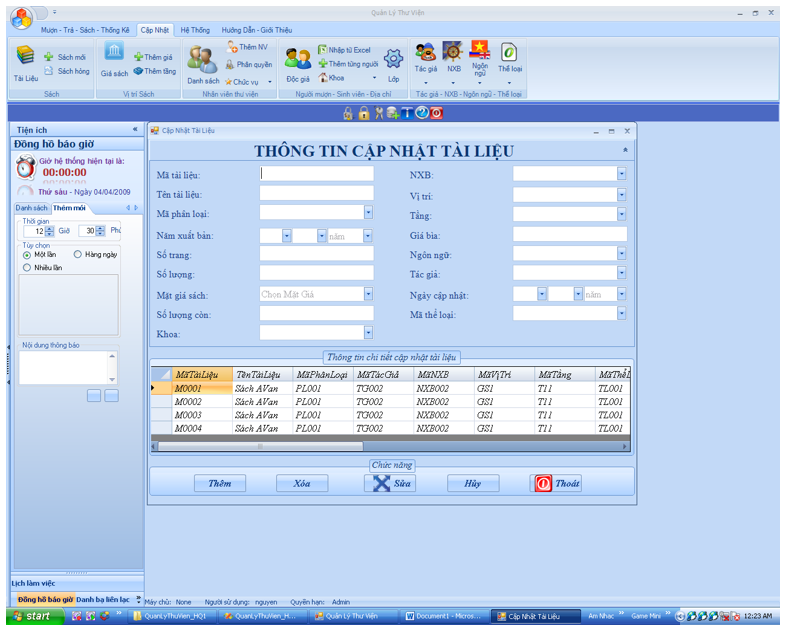 Quản Lý Thư Viện
Mượn - Trả - Sách - Thống Kê Cập Nhật Hệ Thống Hướng Dẫn - Giới Thiệu
Tài Liệu
Sách mới
Sách hỏng
Sách
Giá sách
Thêm giá
Thêm tầng
Vị trí Sách
Danh sách
Thêm NV
Phân quyền
Chức vụ
Nhân viên thư viện
Độc giả
Nhập từ Excel
Thêm từng người
Khoa
Lớp
Người mượn - Sinh viên - Địa chỉ
Tác giả
NXB
Ngôn ngữ
Thể loại
Tác giả - NXB - Ngôn ngữ - Thể loại
Tiện ích
Đồng hồ báo giờ
Giờ hệ thống hiện tại là:
00:00:00
Thứ sáu - Ngày 04/04/2009
Danh sách Thêm mới
Thời gian
12 Giờ 30 Phú
Tùy chọn
Một lần Hàng ngày
Nhiều lần
Nội dung thông báo
Lịch làm việc
Đồng hồ báo giờ Danh bạ liên lạc
Cập Nhật Tài Liệu
THÔNG TIN CẬP NHẬT TÀI LIỆU
Mã tài liệu: NXB:
Tên tài liệu: Vị trí:
Mã phân loại: Tầng:
Năm xuất bản: năm Giá bìa:
Số trang: Ngôn ngữ:
Số lượng: Tác giả:
Mặt giá sách: Chọn Mặt Giá Ngày cập nhật: năm
Số lượng còn: Mã thể loại:
Khoa:
Thông tin chi tiết cập nhật tài liệu
MãTàiLiệu TênTàiLiệu MãPhânLoại MãTácGiả MãNXB MãVịTrí MãTầng MãThểL
M0001 Sách AVan PL001 TG002 NXB002 GS1 T11 TL001
M0002 Sách AVan PL001 TG002 NXB002 GS1 T11 TL001
M0003 Sách AVan PL001 TG002 NXB002 GS1 T11 TL001
M0004 Sách AVan PL001 TG002 NXB002 GS1 T11 TL001
Chức năng
Thêm Xóa Sửa Hủy Thoát
Máy chủ: None Người sử dụng: nguyen Quyền hạn: Admin
start QuanLyThuVien_HQ1 QuanLyThuVien_H... Quản Lý Thư Viện Document1 - Micros... Cập Nhật Tài Liệu Am Nhac Game Mini 12:23 AM